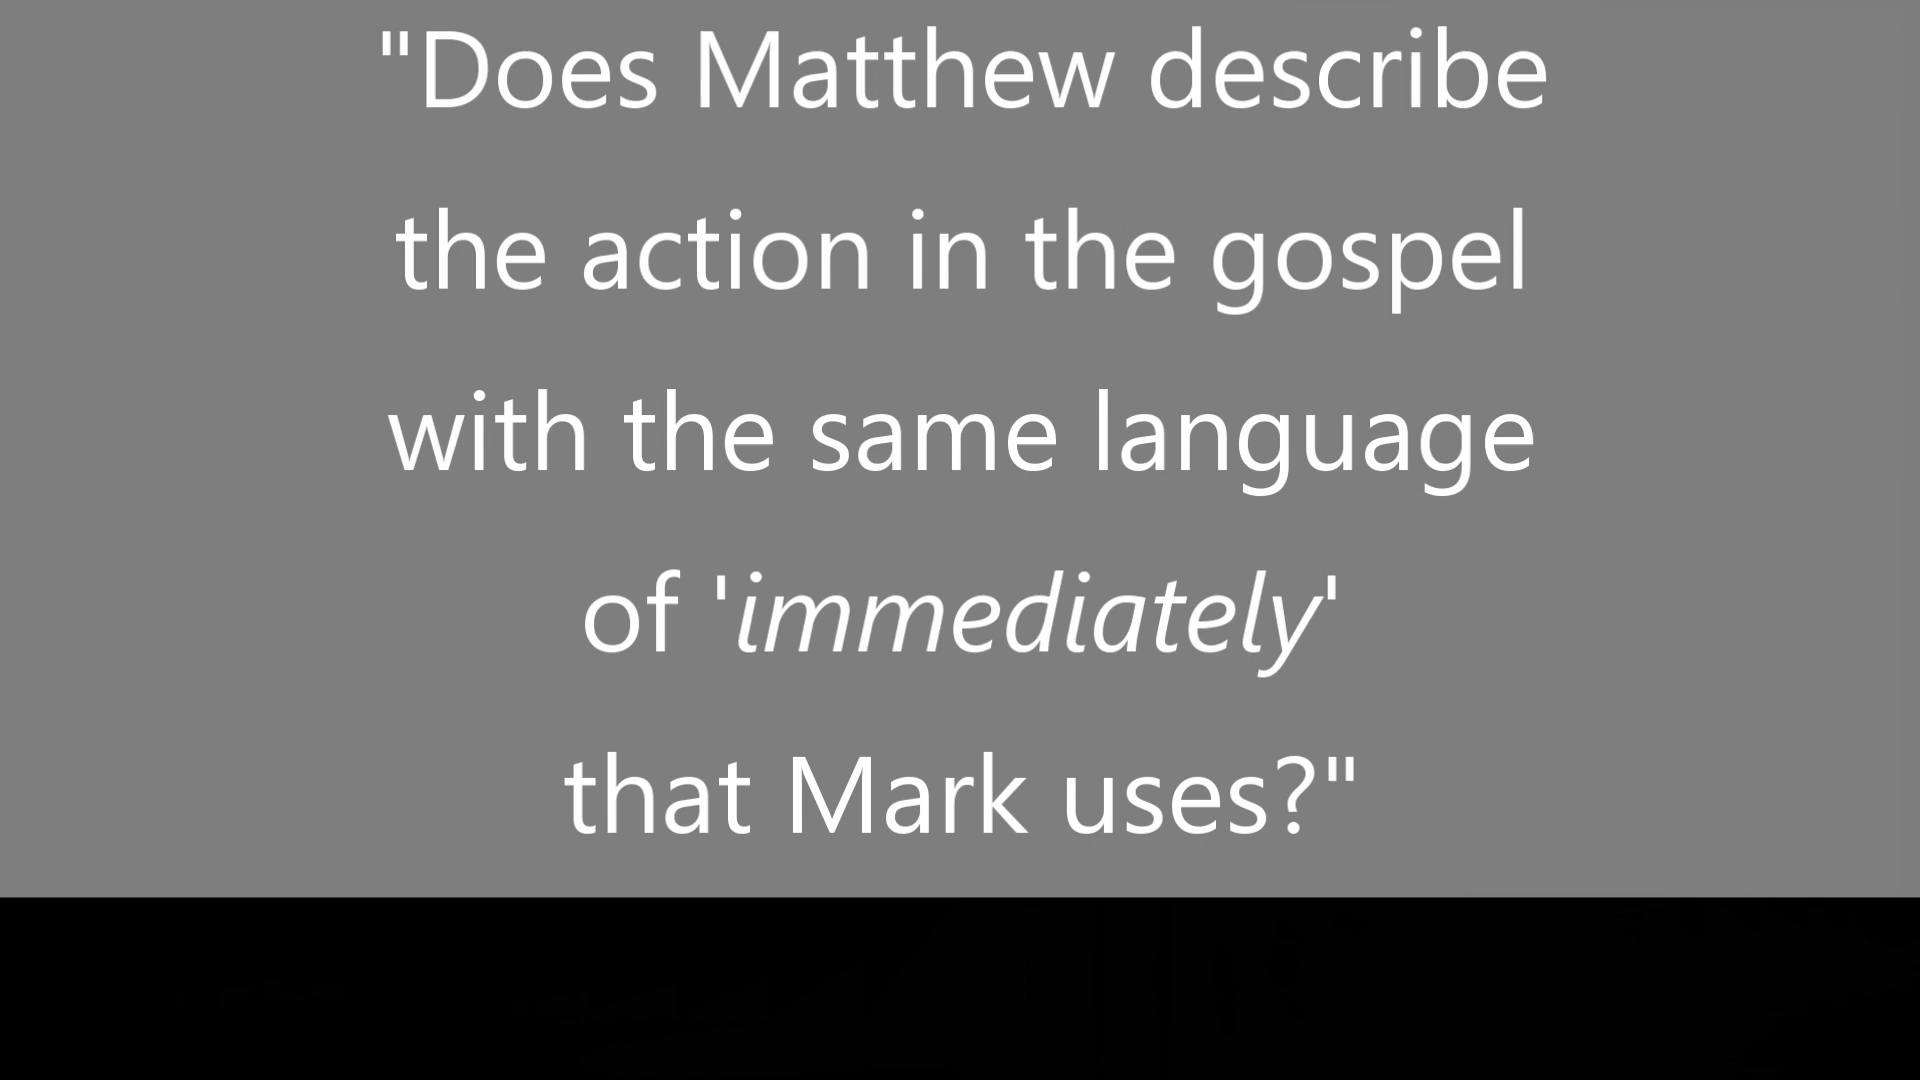 "Does Matthew describe
the action in the gospel
with the same language
of 'immediately'
that Mark uses?"